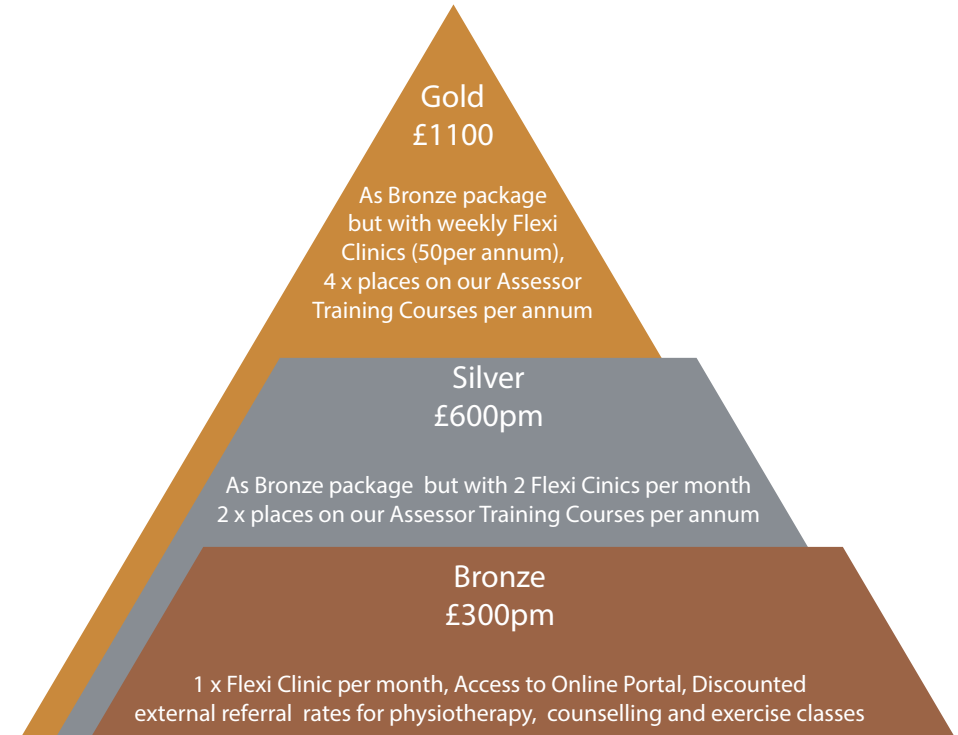 Gold
£1100
As Bronze package
but with weekly Flexi
Clinics (50per annum),
4 x places on our Assessor
Training Courses per annum
Silver
£600pm
As Bronze package but with 2 Flexi Cinics per month
2 x places on our Assessor Training Courses per annum
Bronze
£300pm
1 x Flexi Clinic per month, Access to Online Portal, Discounted
external referral rates for physiotherapy, counselling and exercise classes